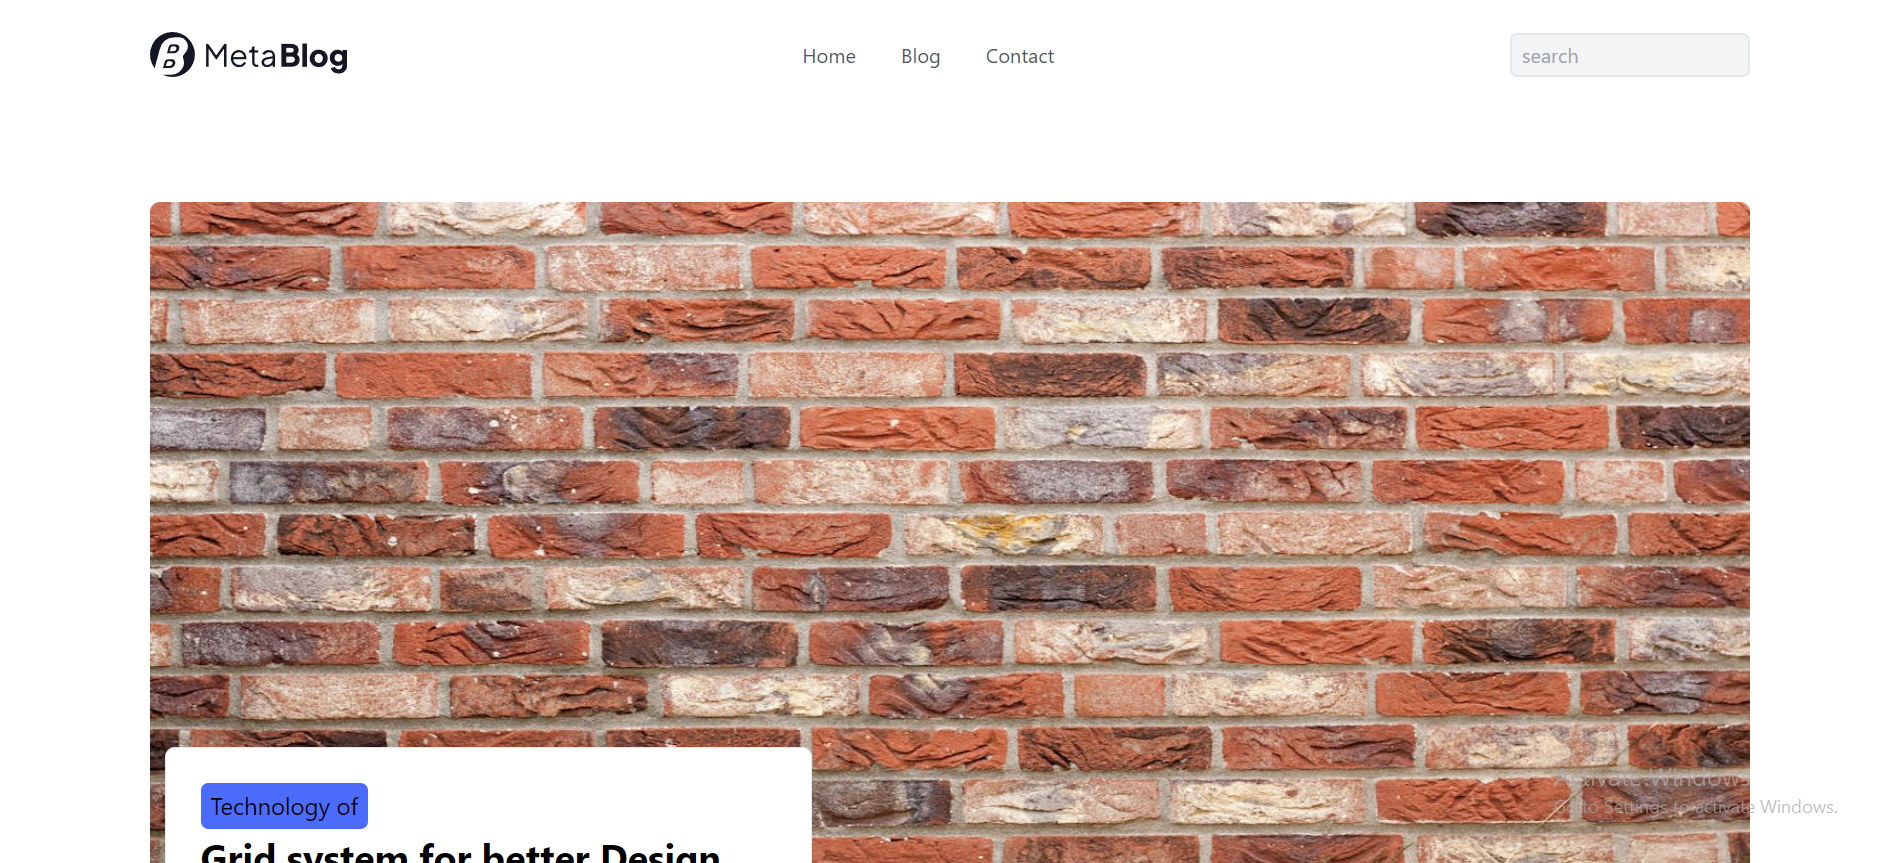 MetaBlog
Home Blog Contact
search
Technology of
Grid system for better Design
Activate Windows
Go to Settings to activate Windows.